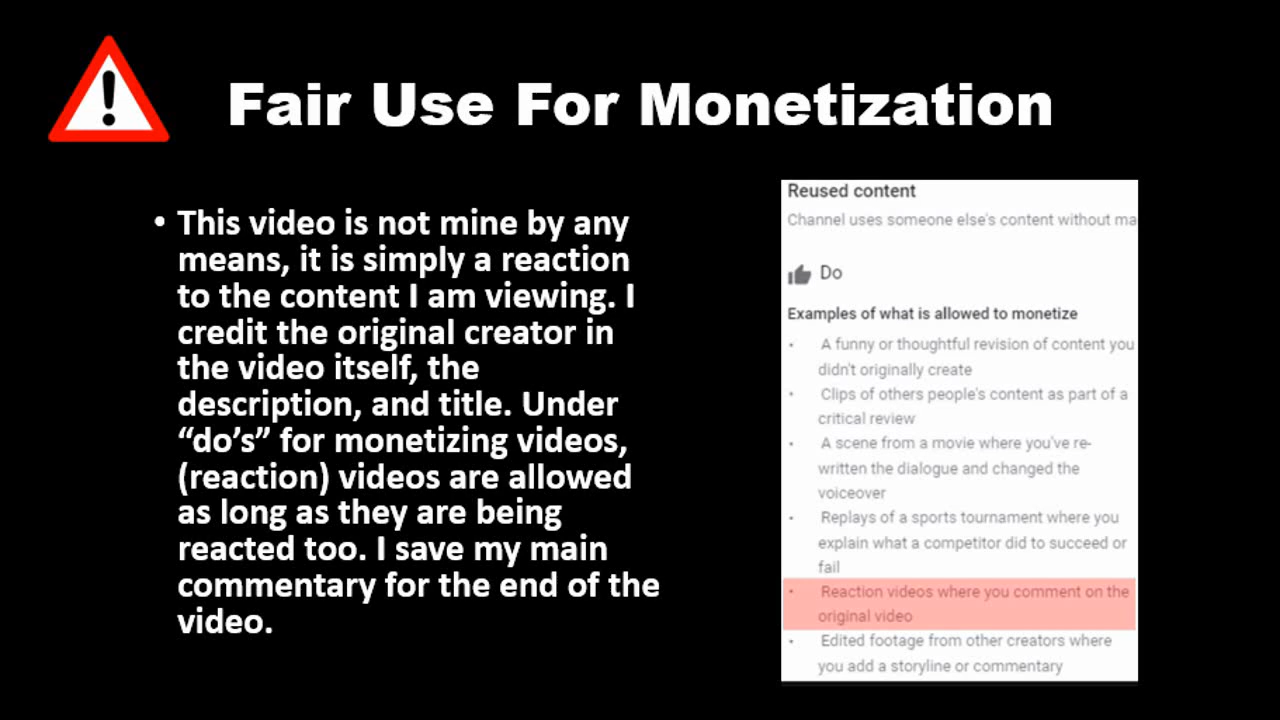 Fair Use For Monetization
• This video is not mine by any
means, it is simply a reaction
to the content I am viewing. I
credit the original creator in
the video itself, the
description, and title. Under
“do’s” for monetizing videos,
(reaction) videos are allowed
as long as they are being
reacted too. I save my main
commentary for the end of the
video.
Reused content
Channel uses someone else's content without ma
Do
Examples of what is allowed to monetize
• A funny or thoughtful revision of content you
didn't originally create
• Clips of others people's content as part of a
critical review
• A scene from a movie where you've re-
written the dialogue and changed the
voiceover
• Replays of a sports tournament where you
explain what a competitor did to succeed or
fail
• Reaction videos where you comment on the
original video
• Edited footage from other creators where
you add a storyline or commentary